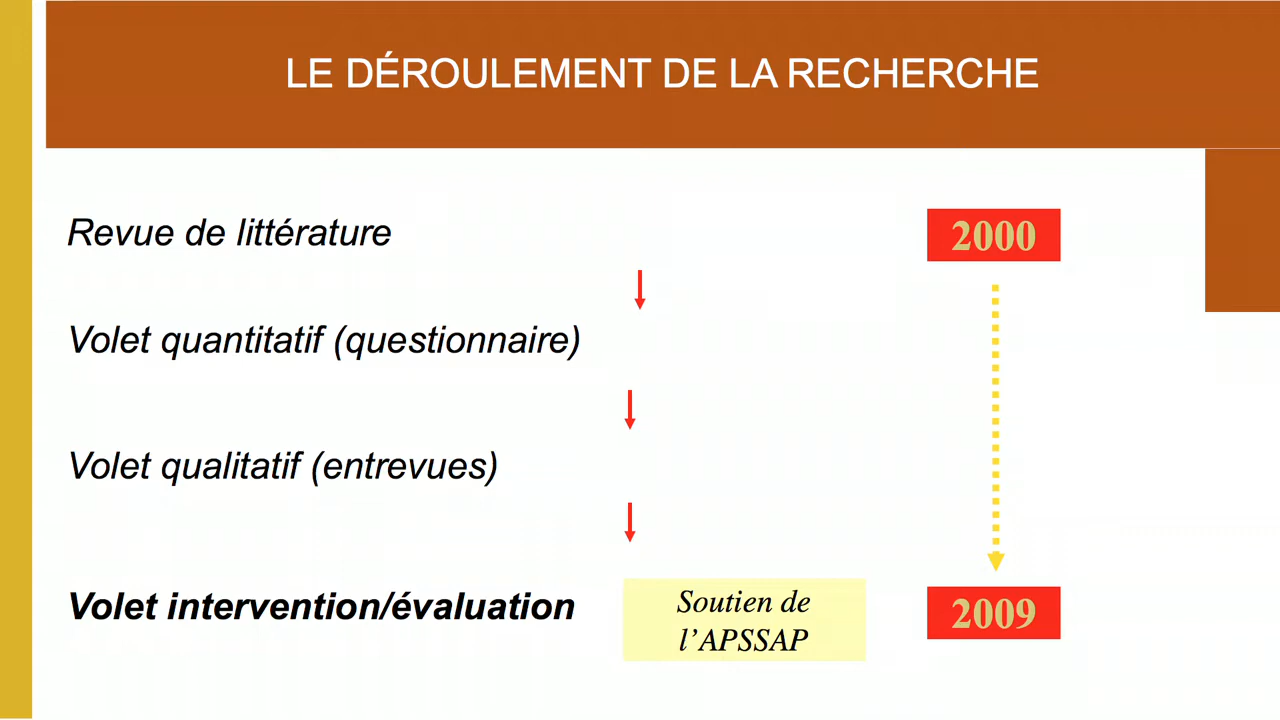 LE DÉROULEMENT DE LA RECHERCHE
Revue de littérature
2000
Volet quantitatif (questionnaire)
Volet qualitatif (entrevues)
Volet intervention/évaluation
Soutien de
l’APSSAP
2009